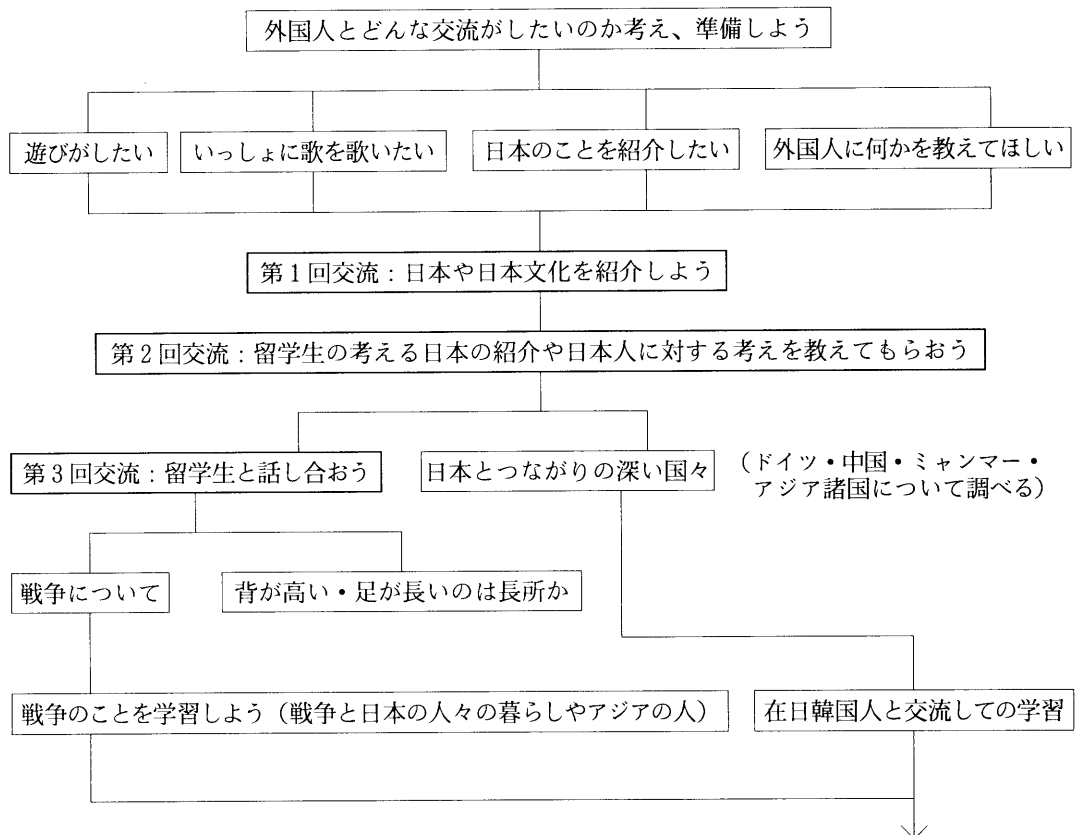 外国人とどんな交流がしたいのか考え、準備しよう
遊びがしたい
いっしょに歌を歌いたい
日本のことを紹介したい
外国人に何かを教えてほしい
第1回交流：日本や日本文化を紹介しよう
第2回交流：留学生の考える日本の紹介や日本人に対する考えを教えてもらおう
第3回交流：留学生と話し合おう
日本とつながりの深い国々
（ドイツ・中国・ミャンマー・
アジア諸国について調べる）
戦争について
背が高い・足が長いのは長所か
戦争のことを学習しよう（戦争と日本の人々の暮らしやアジアの人）
在日韓国人と交流しての学習